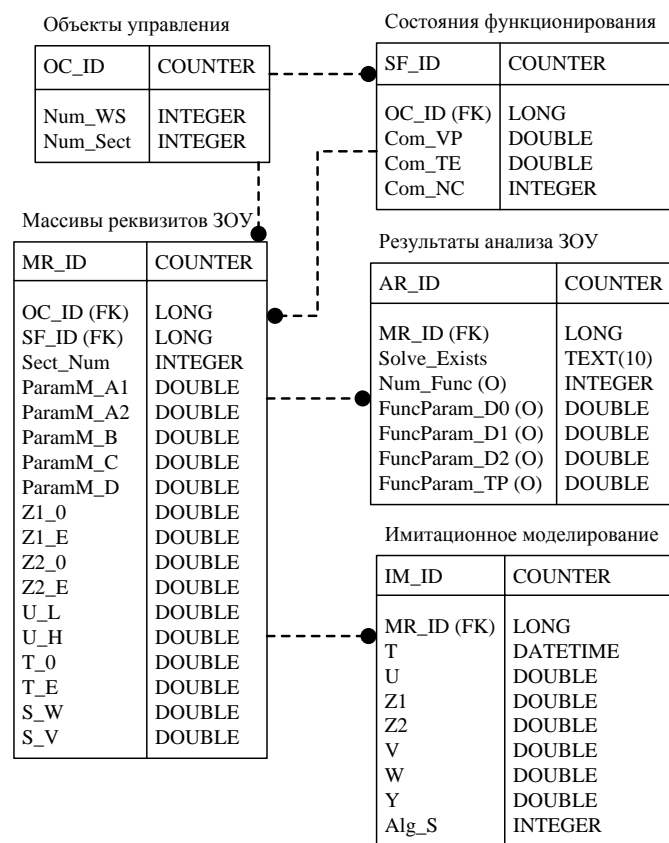 Объекты управления
OC_ID COUNTER
Num_WS INTEGER
Num_Sect INTEGER
Состояния функционирования
SF_ID COUNTER
OC_ID (FK) LONG
Com_VP DOUBLE
Com_TE DOUBLE
Com_NC INTEGER
Массивы реквизитов ЗОУ
MR_ID COUNTER
OC_ID (FK) LONG
SF_ID (FK) LONG
Sect_Num INTEGER
ParamM_A1 DOUBLE
ParamM_A2 DOUBLE
ParamM_B DOUBLE
ParamM_C DOUBLE
ParamM_D DOUBLE
Z1_0 DOUBLE
Z1_E DOUBLE
Z2_0 DOUBLE
Z2_E DOUBLE
U_L DOUBLE
U_H DOUBLE
T_0 DOUBLE
T_E DOUBLE
S_W DOUBLE
S_V DOUBLE
Результаты анализа ЗОУ
AR_ID COUNTER
MR_ID (FK) LONG
Solve_Exists TEXT(10)
Num_Func (O) INTEGER
FuncParam_D0 (O) DOUBLE
FuncParam_D1 (O) DOUBLE
FuncParam_D2 (O) DOUBLE
FuncParam_TP (O) DOUBLE
Имитационное моделирование
IM_ID COUNTER
MR_ID (FK) LONG
T DATETIME
U DOUBLE
Z1 DOUBLE
Z2 DOUBLE
V DOUBLE
W DOUBLE
Y DOUBLE
Alg_S INTEGER